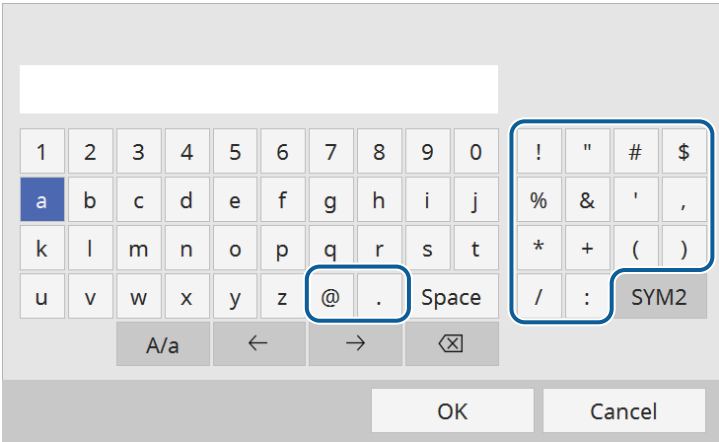 1 2 3 4 5 6 7 8 9 0 ! " # $
a b c d e f g h i j % & ' ,
k l m n o p q r s t * + ( )
u v w x y z @ . Space / : SYM2
A/a ← → ⌫
OK Cancel